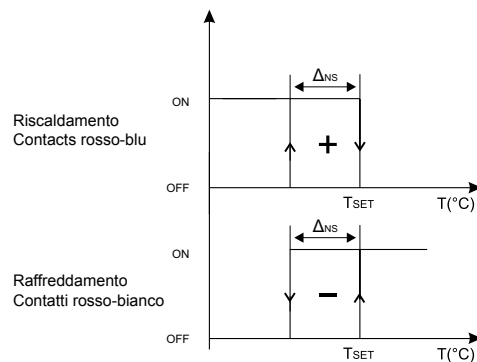 ΔNS
ON
Riscaldamento
Contacts rosso-blu
+
OFF
TSET
T(°C)
ΔNS
ON
Raffreddamento
Contatti rosso-bianco
−
OFF
TSET
T(°C)